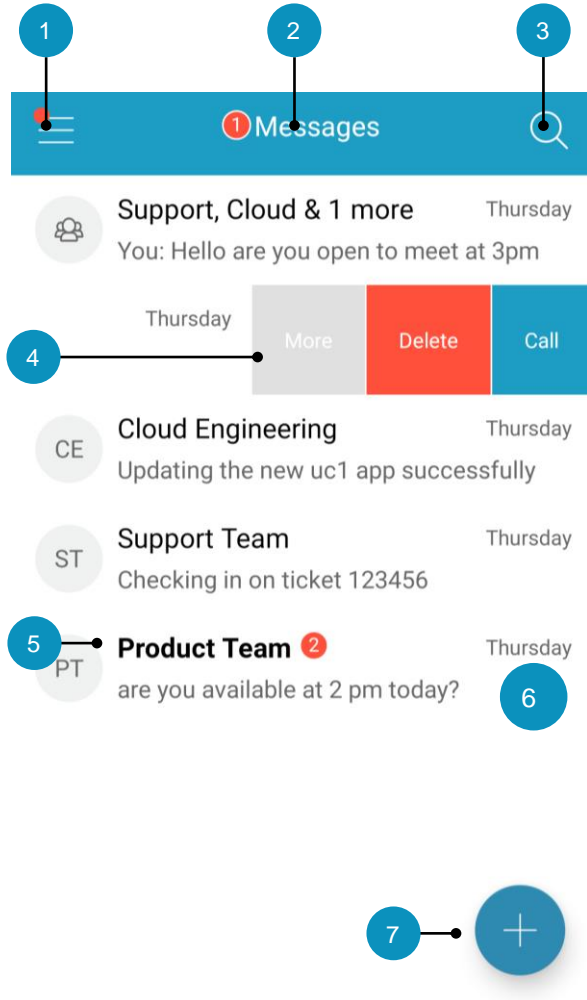 1 2 3
1 Messages
Support, Cloud & 1 more Thursday
You: Hello are you open to meet at 3pm
Thursday More Delete Call
4
CE Cloud Engineering Thursday
Updating the new uc1 app successfully
ST Support Team Thursday
Checking in on ticket 123456
5 PT Product Team 2 Thursday
are you available at 2 pm today? 6
7